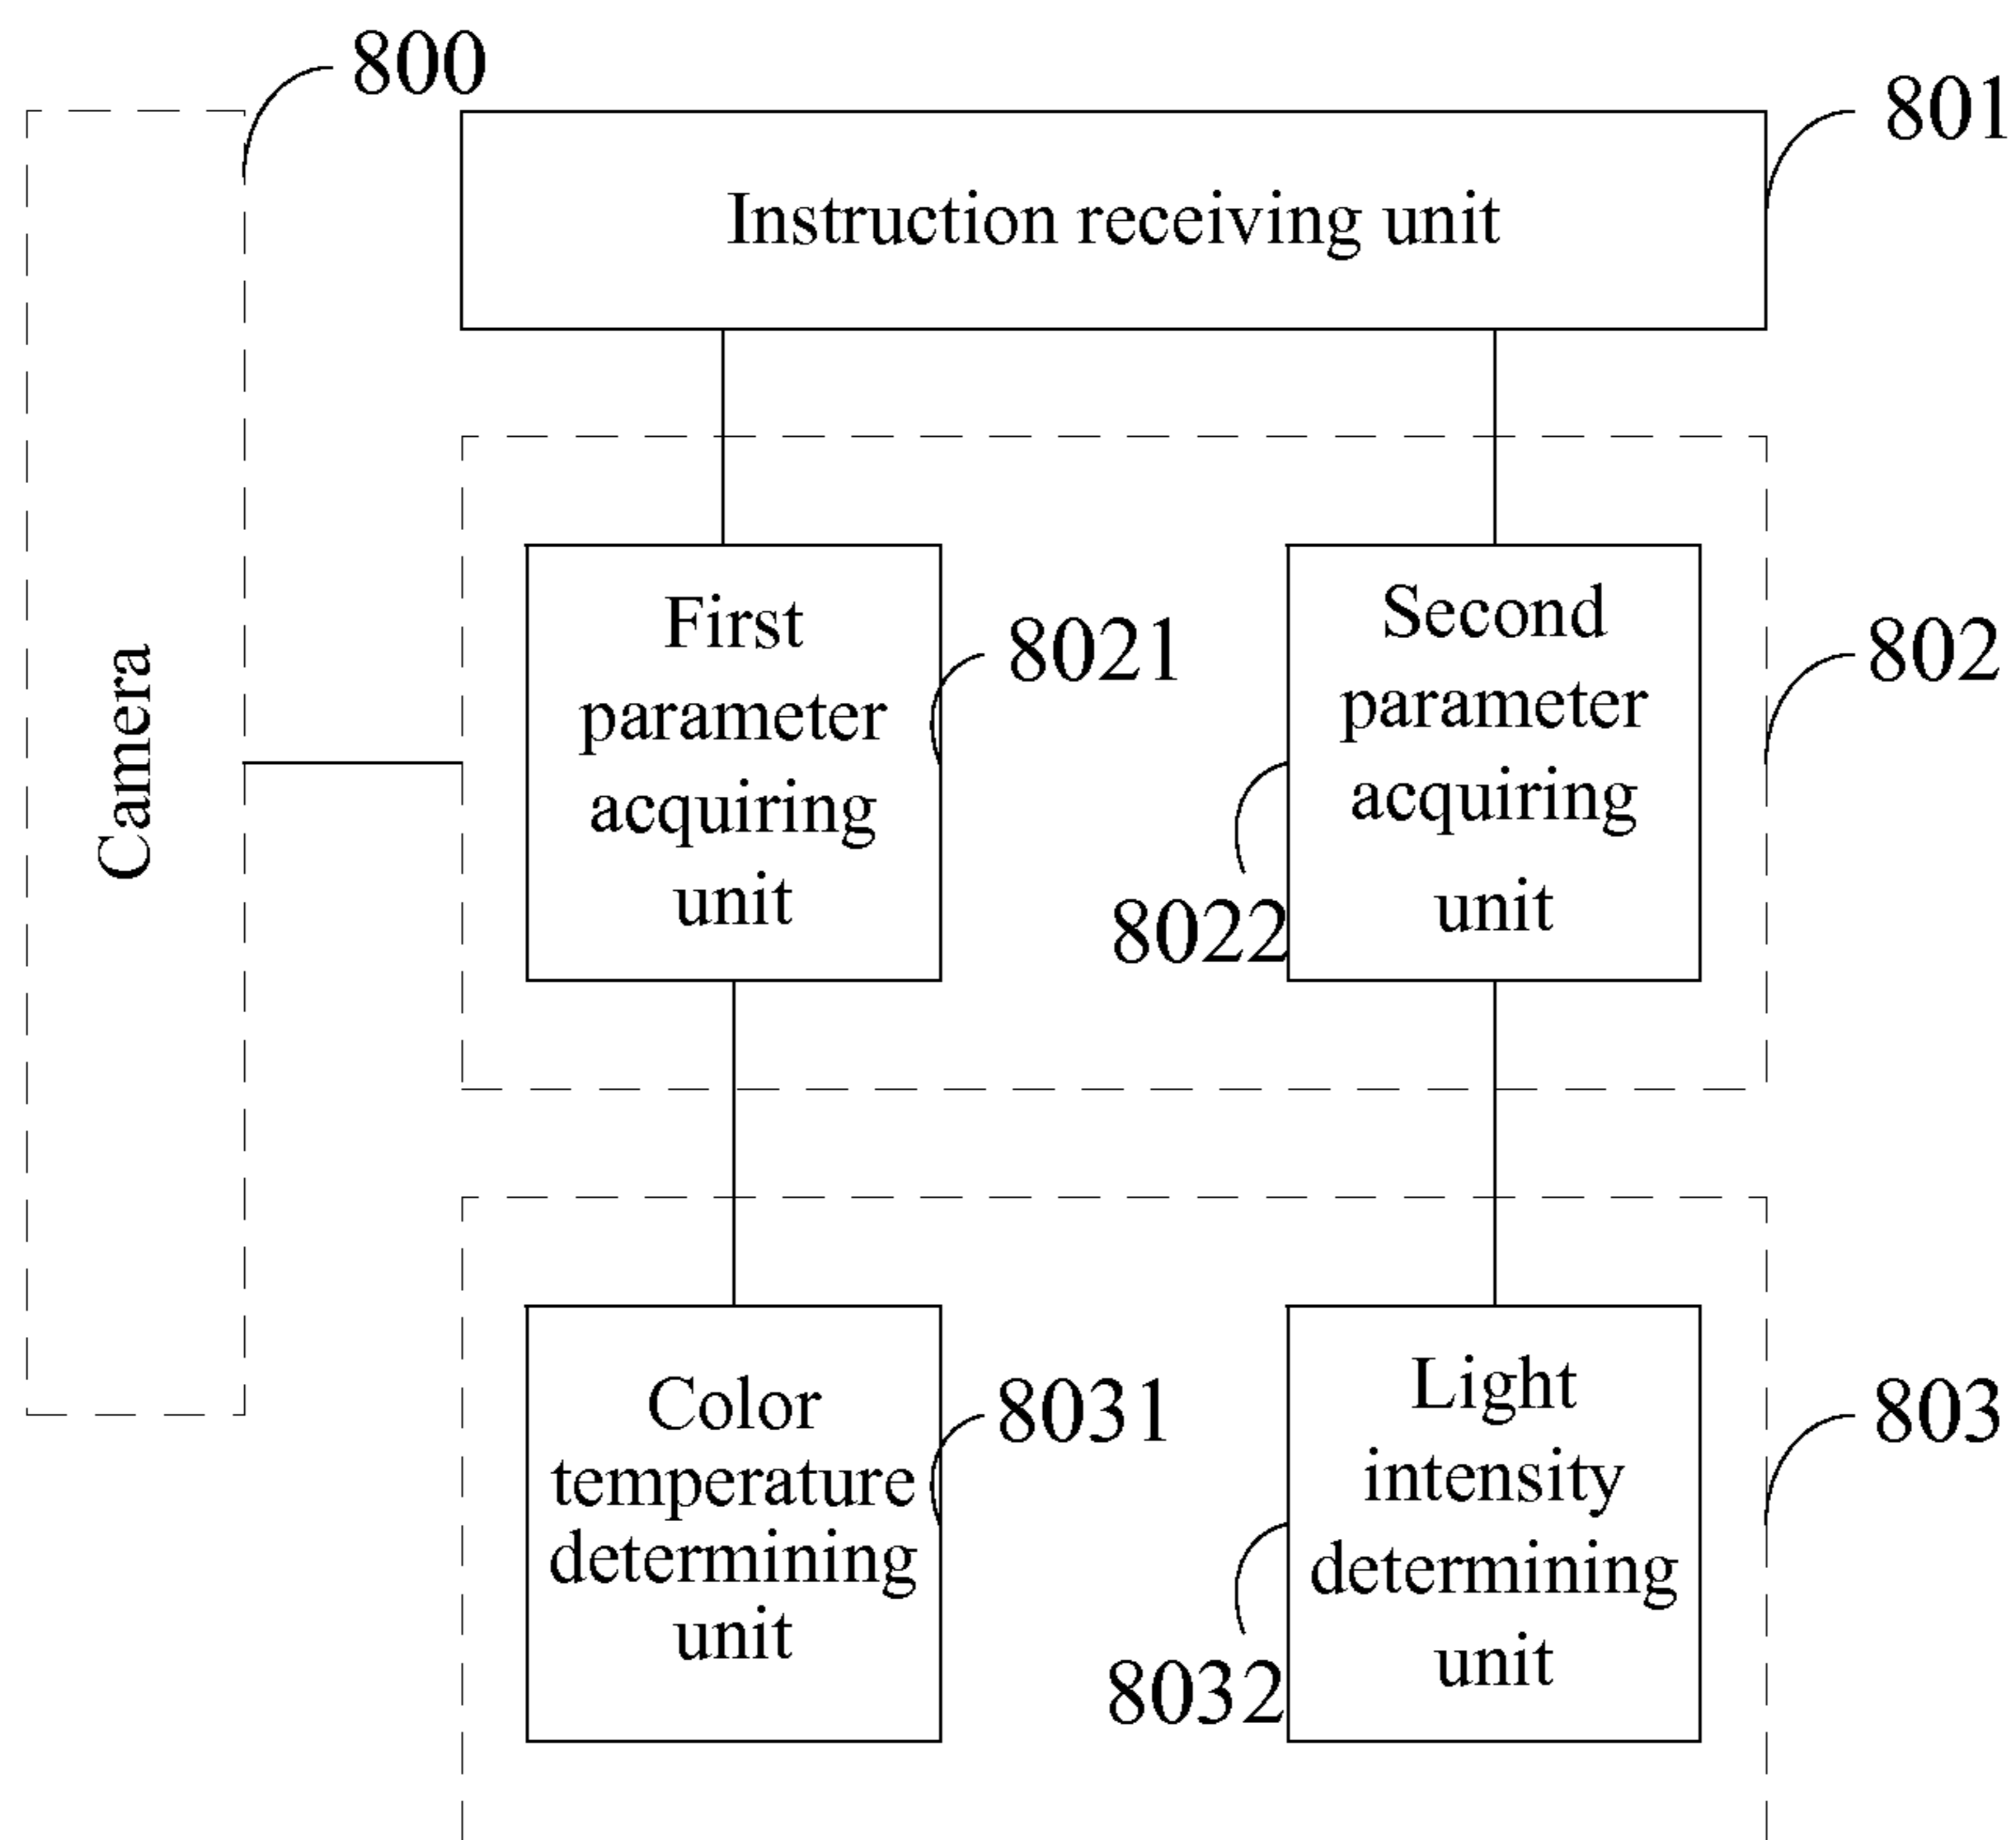 800
801
Instruction receiving unit
Camera
First
parameter
acquiring
unit
8021
Second
parameter
acquiring
unit
8022
802
Color
temperature
determining
unit
8031
Light
intensity
determining
unit
8032
803